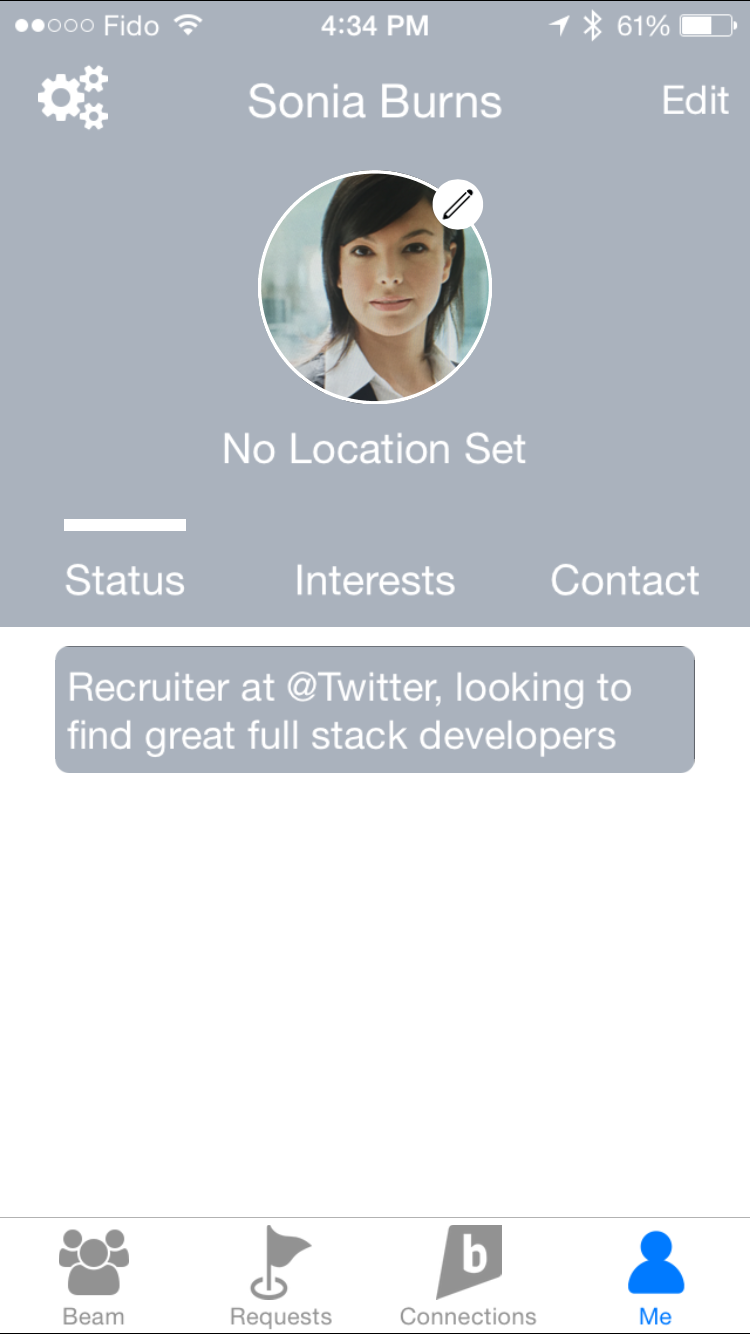 Fido 4:34 PM 61%
Sonia Burns Edit
No Location Set
Status Interests Contact
Recruiter at @Twitter, looking to
find great full stack developers
b
Beam Requests Connections Me